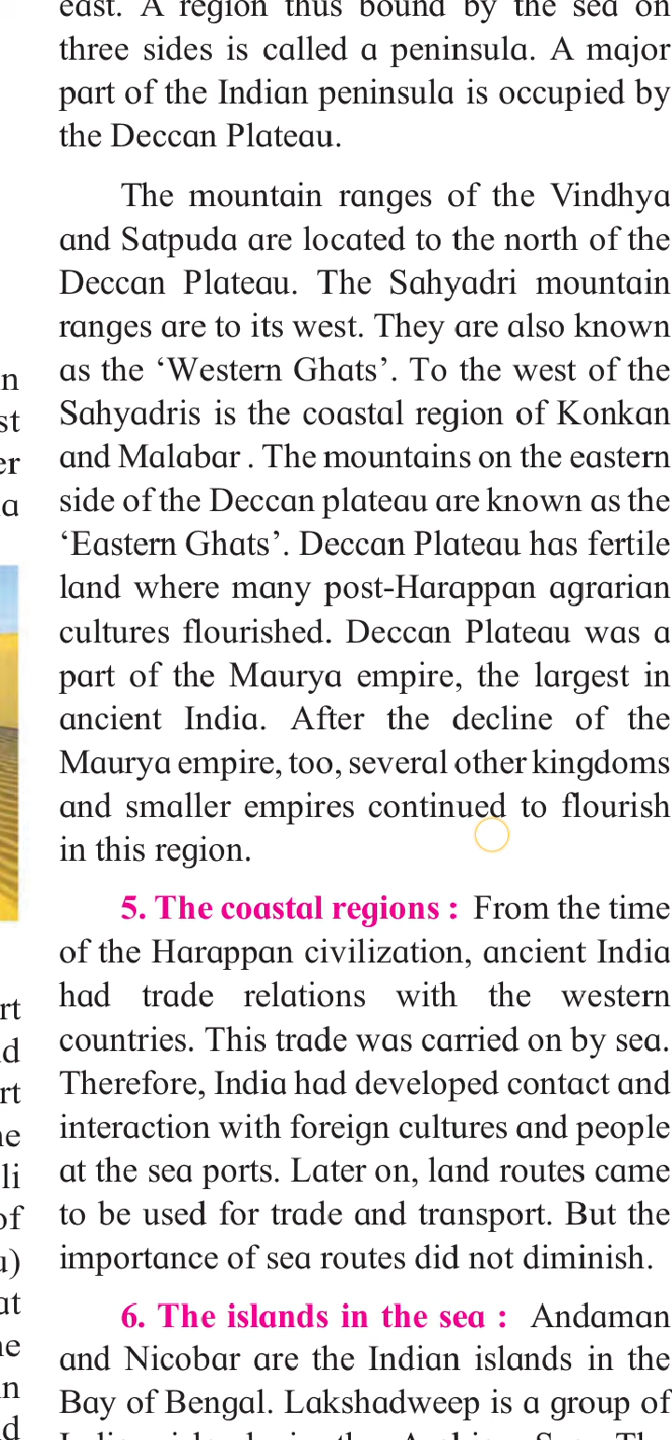 east. A region thus bound by the sea on
three sides is called a peninsula. A major
part of the Indian peninsula is occupied by
the Deccan Plateau.
The mountain ranges of the Vindhya
and Satpuda are located to the north of the
Deccan Plateau. The Sahyadri mountain
ranges are to its west. They are also known
as the ‘Western Ghats’. To the west of the
Sahyadris is the coastal region of Konkan
and Malabar . The mountains on the eastern
side of the Deccan plateau are known as the
‘Eastern Ghats’. Deccan Plateau has fertile
land where many post-Harappan agrarian
cultures flourished. Deccan Plateau was a
part of the Maurya empire, the largest in
ancient India. After the decline of the
Maurya empire, too, several other kingdoms
and smaller empires continued to flourish
in this region.
5. The coastal regions : From the time
of the Harappan civilization, ancient India
had trade relations with the western
countries. This trade was carried on by sea.
Therefore, India had developed contact and
interaction with foreign cultures and people
at the sea ports. Later on, land routes came
to be used for trade and transport. But the
importance of sea routes did not diminish.
6. The islands in the sea : Andaman
and Nicobar are the Indian islands in the
Bay of Bengal. Lakshadweep is a group of